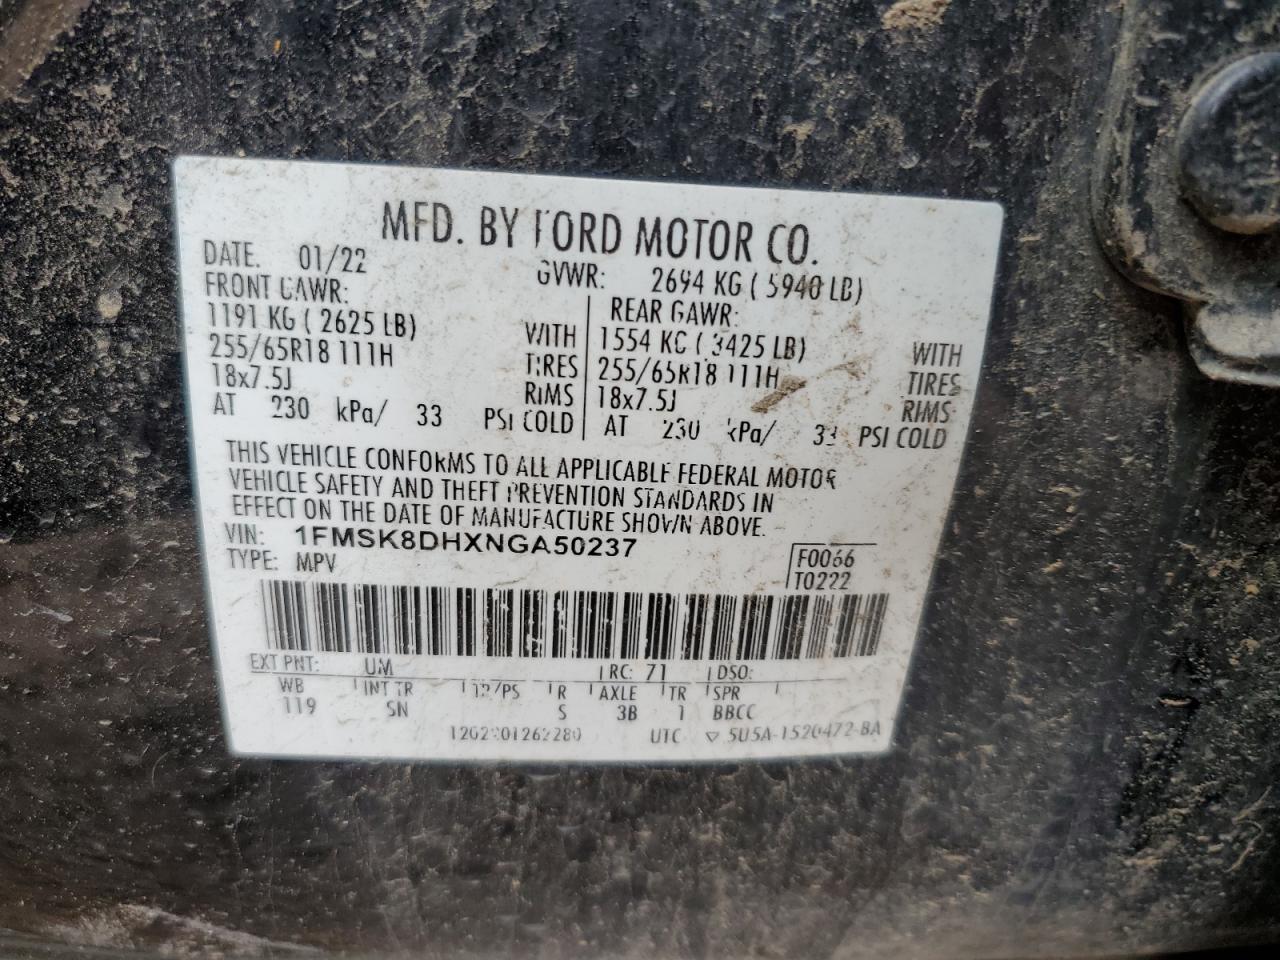 MFD. BY FORD MOTOR CO.
DATE. 01/22 GVWR: 2694 KG ( 5940 LB)
FRONT GAWR: REAR GAWR:
1191 KG ( 2625 LB) WITH 1554 KG ( 3425 LB) WITH
255/65R18 111H TIRES 255/65R18 111H TIRES
18x7.5J RIMS 18x7.5J RIMS
AT 230 kPa/ 33 PSI COLD AT 230 kPa/ 33 PSI COLD
THIS VEHICLE CONFORMS TO ALL APPLICABLE FEDERAL MOTOR
VEHICLE SAFETY AND THEFT PREVENTION STANDARDS IN
EFFECT ON THE DATE OF MANUFACTURE SHOWN ABOVE.
VIN: 1FMSK8DHXNGA50237
TYPE: MPV F0066
T0222
EXT PNT: UM RC: 71 DSO:
WB INT TR TP/PS R AXLE TR SPR
119 SN S 3B 1 BBCC
UTC ▽ 5U5A-1520472-BA